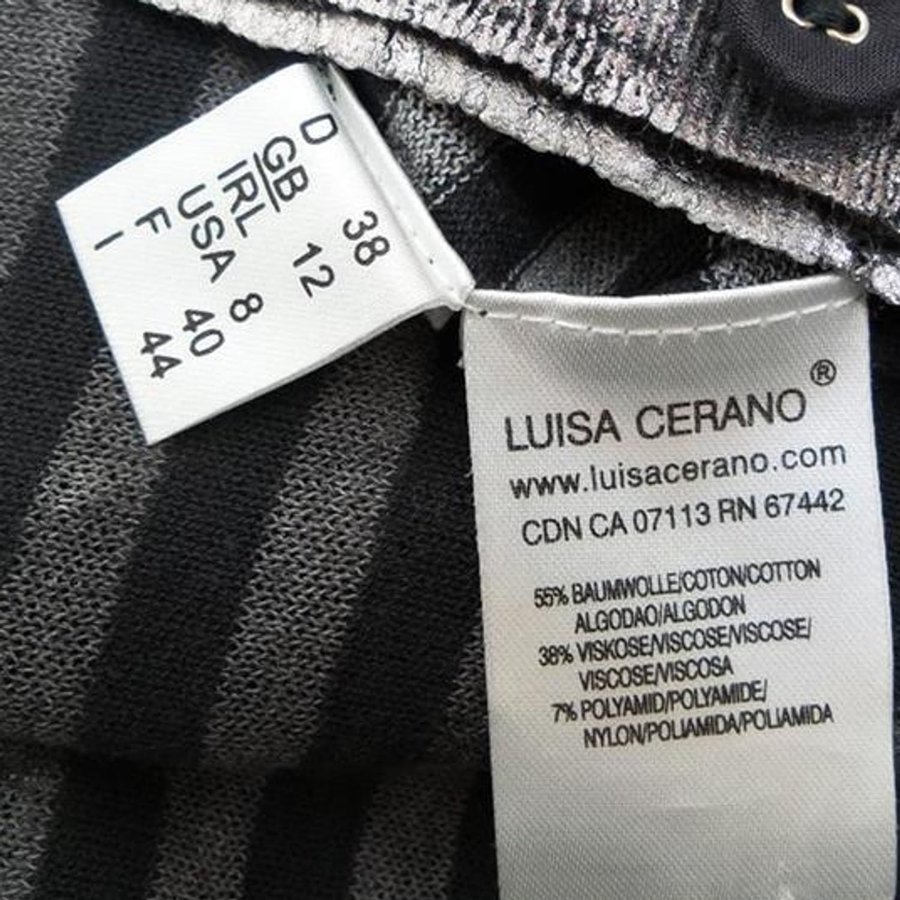 D 38
GB
IRL 12
USA 8
F 40
I 44
LUISA CERANO®
www.luisacerano.com
CDN CA 07113 RN 67442
55% BAUMWOLLE/COTON/COTTON
ALGODAO/ALGODON
38% VISKOSE/VISCOSE/VISCOSE/
VISCOSE/VISCOSA
7% POLYAMID/POLYAMIDE/
NYLON/POLIAMIDA/POLIAMIDA